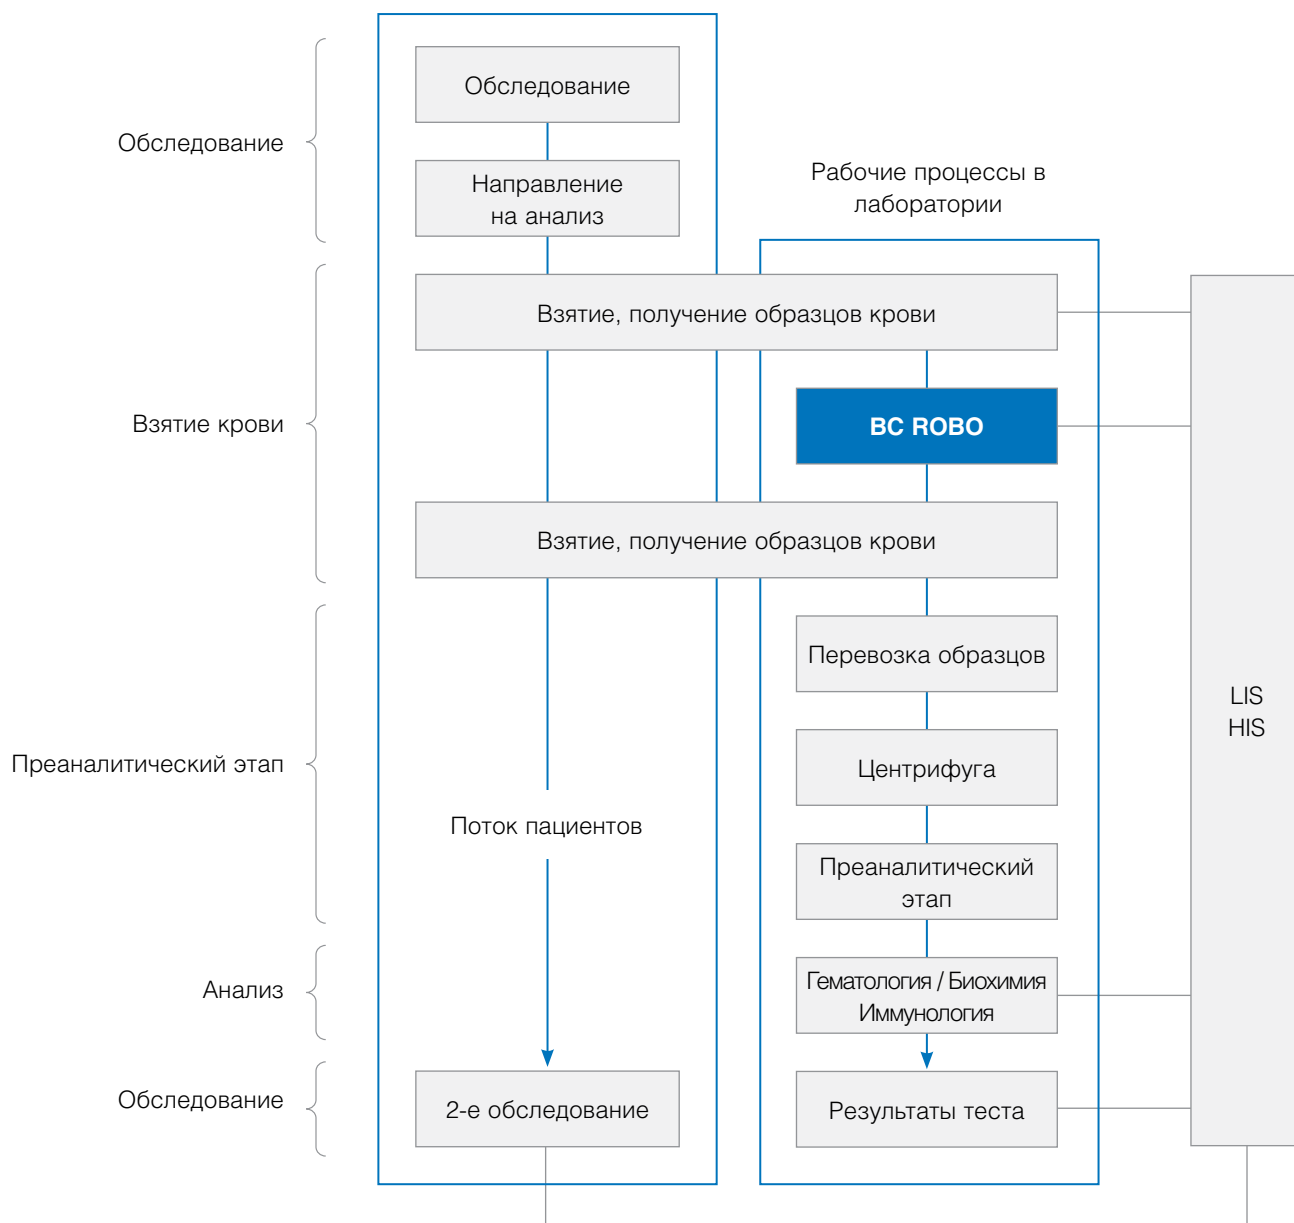 Обследование
Обследование
Направление
на анализ
Рабочие процессы в
лаборатории
Взятие, получение образцов крови
Взятие крови
BC ROBO
Взятие, получение образцов крови
Перевозка образцов
LIS
HIS
Преаналитический этап
Центрифуга
Поток пациентов
Преаналитический
этап
Анализ
Гематология / Биохимия
Иммунология
Обследование
2-е обследование
Результаты теста